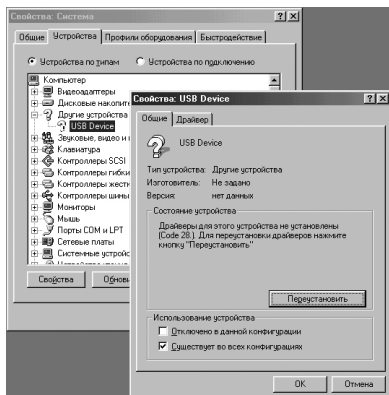 Свойства: Система
Общие
Устройства
Профили оборудования
Быстродействие
Устройства по типам
Устройства по подключению
Компьютер
Видеоадаптеры
Дисковые накопит
Другие устройства
USB Device
Звуковые, видео и
Клавиатура
Контроллеры SCSI
Контроллеры гибки
Контроллеры жестк
Контроллеры шины
Мониторы
Мышь
Порты COM и LPT
Сетевые платы
Системные устройс
Свойства
Обнови
Свойства: USB Device
Общие
Драйвер
USB Device
Тип устройства: Другие устройства
Изготовитель: Не задано
Версия: нет данных
Состояние устройства
Драйверы для этого устройства не установлены
(Code 28.) Для переустановки драйверов нажмите
кнопку "Переустановить"
Переустановить
Использование устройства
Отключено в данной конфигурации
Существует во всех конфигурациях
OK
Отмена